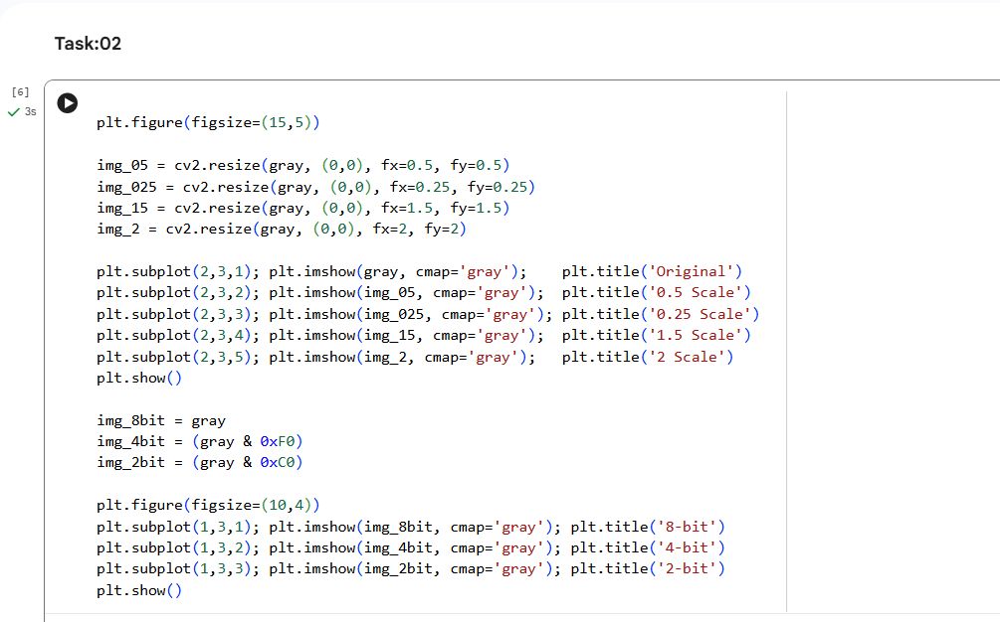 Task:02
[6]
3s
plt.figure(figsize=(15,5))
img_05 = cv2.resize(gray, (0,0), fx=0.5, fy=0.5)
img_025 = cv2.resize(gray, (0,0), fx=0.25, fy=0.25)
img_15 = cv2.resize(gray, (0,0), fx=1.5, fy=1.5)
img_2 = cv2.resize(gray, (0,0), fx=2, fy=2)
plt.subplot(2,3,1); plt.imshow(gray, cmap='gray');    plt.title('Original')
plt.subplot(2,3,2); plt.imshow(img_05, cmap='gray');  plt.title('0.5 Scale')
plt.subplot(2,3,3); plt.imshow(img_025, cmap='gray'); plt.title('0.25 Scale')
plt.subplot(2,3,4); plt.imshow(img_15, cmap='gray');  plt.title('1.5 Scale')
plt.subplot(2,3,5); plt.imshow(img_2, cmap='gray');   plt.title('2 Scale')
plt.show()
img_8bit = gray
img_4bit = (gray & 0xF0)
img_2bit = (gray & 0xC0)
plt.figure(figsize=(10,4))
plt.subplot(1,3,1); plt.imshow(img_8bit, cmap='gray'); plt.title('8-bit')
plt.subplot(1,3,2); plt.imshow(img_4bit, cmap='gray'); plt.title('4-bit')
plt.subplot(1,3,3); plt.imshow(img_2bit, cmap='gray'); plt.title('2-bit')
plt.show()